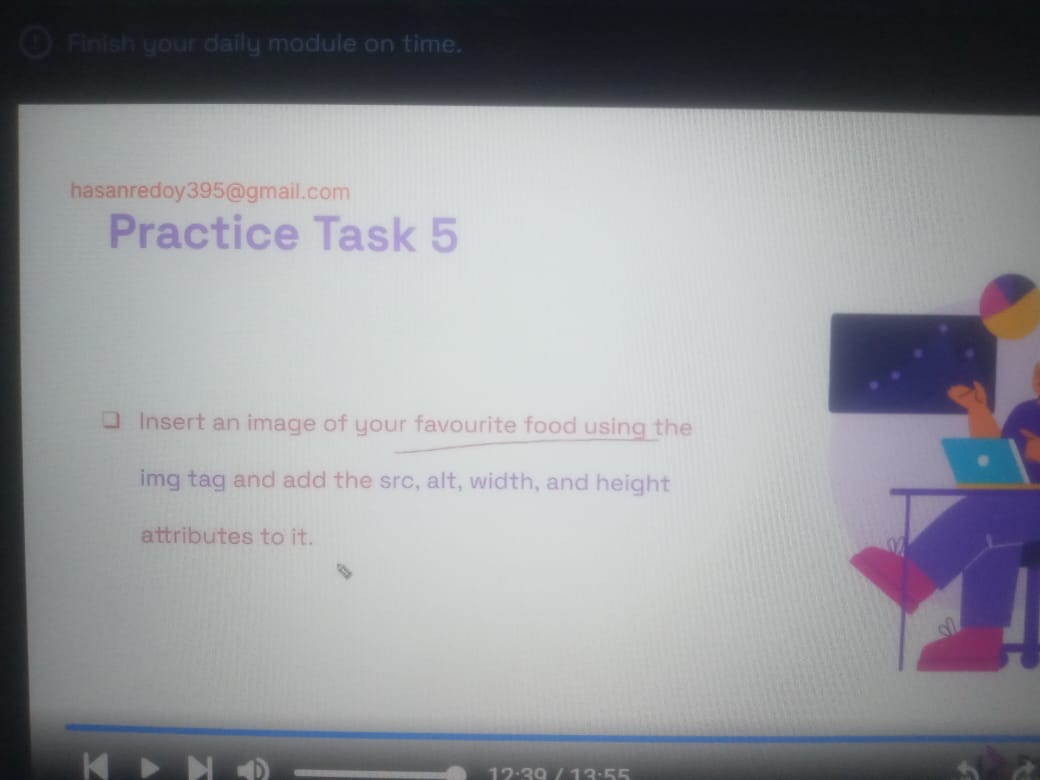 Finish your daily module on time.
hasanredoy395@gmail.com
Practice Task 5
Insert an image of your favourite food using the
img tag and add the src, alt, width, and height
attributes to it.
12:39 / 13:55